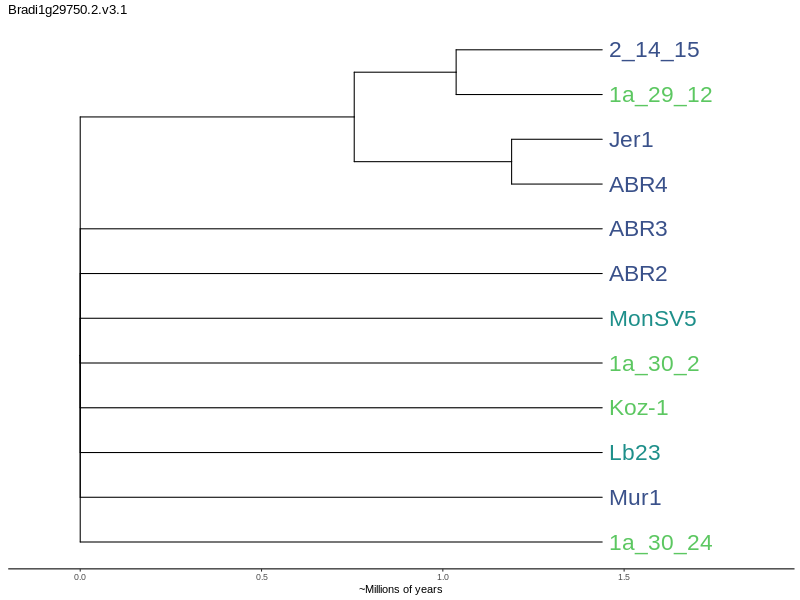 Bradi1g29750.2.v3.1
2_14_15
1a_29_12
Jer1
ABR4
ABR3
ABR2
MonSV5
1a_30_2
Koz-1
Lb23
Mur1
1a_30_24
0.0 0.5 1.0 1.5
~Millions of years